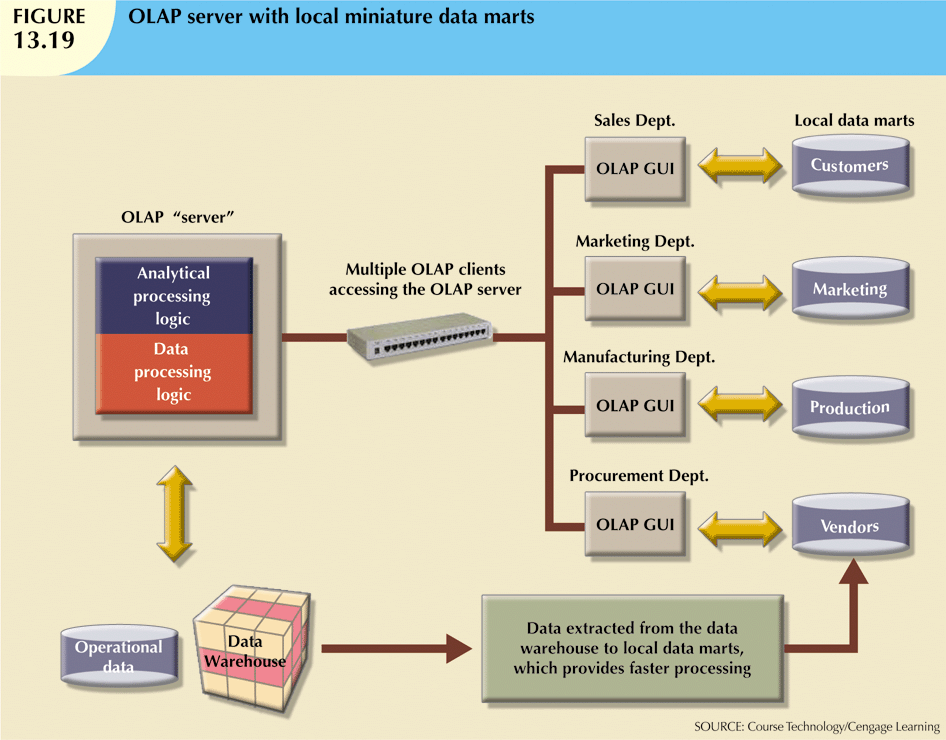 FIGURE
13.19
OLAP server with local miniature data marts
Sales Dept.
Local data marts
OLAP GUI
Customers
OLAP “server”
Marketing Dept.
Analytical
processing
logic
Data
processing
logic
Multiple OLAP clients
accessing the OLAP server
OLAP GUI
Marketing
Manufacturing Dept.
OLAP GUI
Production
Procurement Dept.
OLAP GUI
Vendors
Operational
data
Data
Warehouse
Data extracted from the data
warehouse to local data marts,
which provides faster processing
SOURCE: Course Technology/Cengage Learning